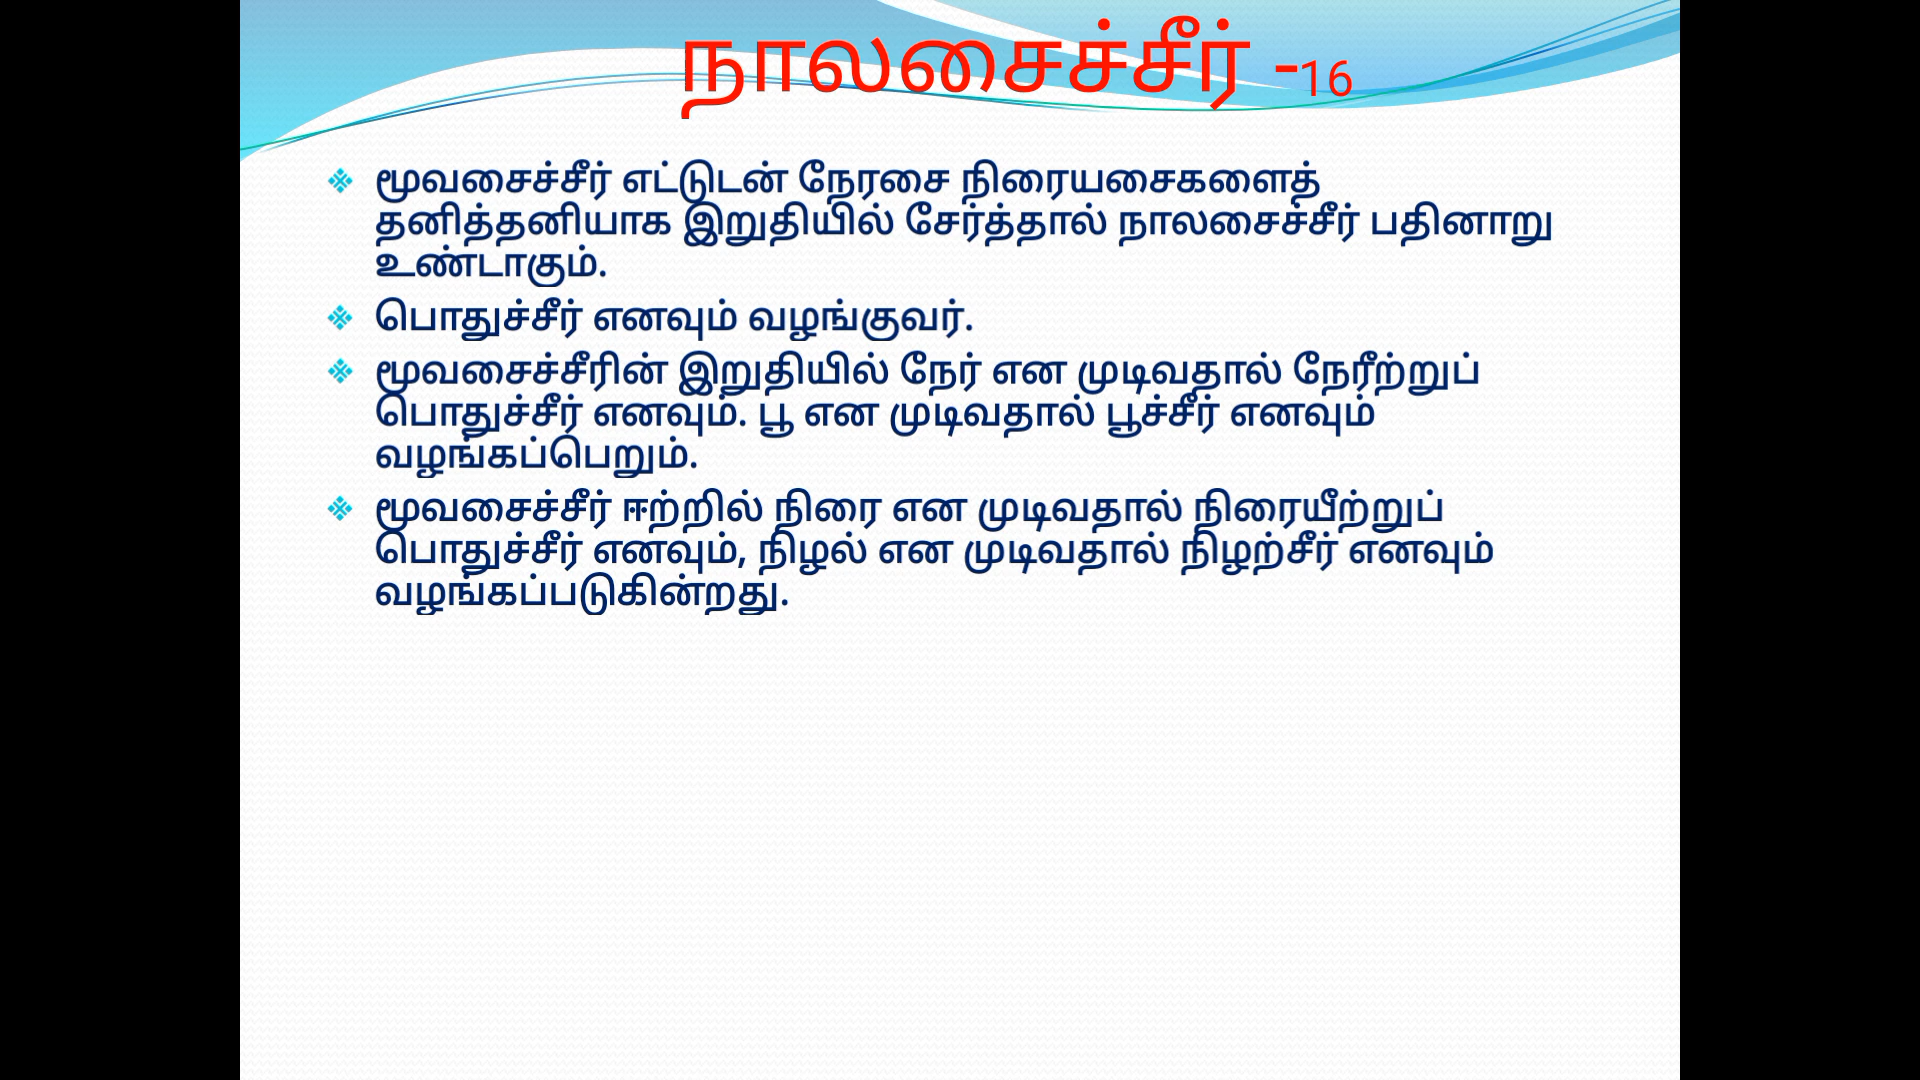 நாலசைச்சீர் -16
மூவசைச்சீர் எட்டுடன் நேரசை நிரையசைகளைத்
தனித்தனியாக இறுதியில் சேர்த்தால் நாலசைச்சீர் பதினாறு
உண்டாகும்.
பொதுச்சீர் எனவும் வழங்குவர்.
மூவசைச்சீரின் இறுதியில் நேர் என முடிவதால் நேரீற்றுப்
பொதுச்சீர் எனவும். பூ என முடிவதால் பூச்சீர் எனவும்
வழங்கப்பெறும்.
மூவசைச்சீர் ஈற்றில் நிரை என முடிவதால் நிரையீற்றுப்
பொதுச்சீர் எனவும், நிழல் என முடிவதால் நிழற்சீர் எனவும்
வழங்கப்படுகின்றது.